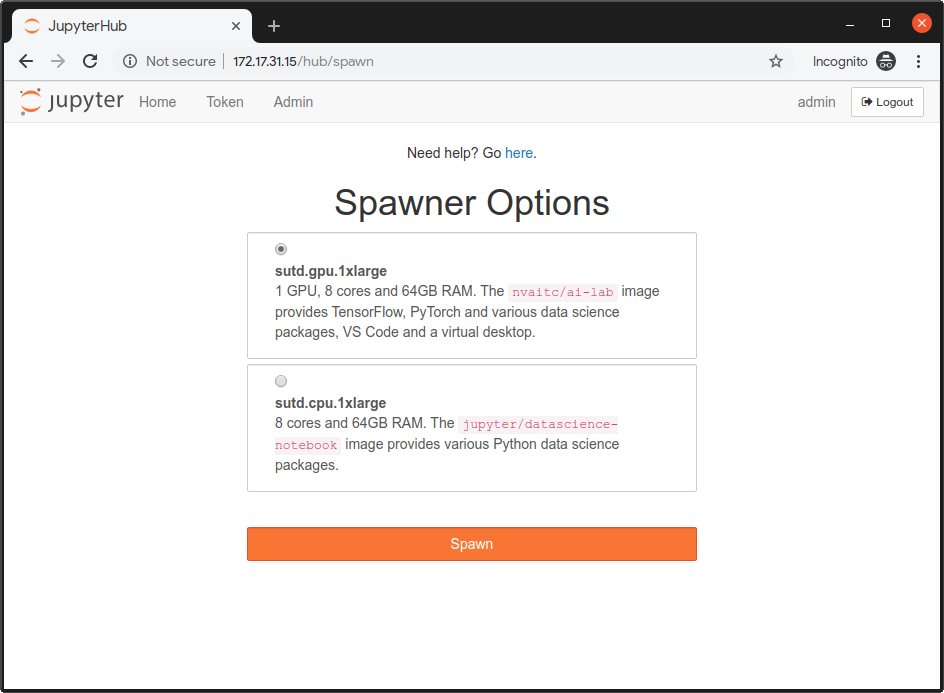 JupyterHub
Not secure 172.17.31.15/hub/spawn Incognito
jupyter Home Token Admin admin Logout
Need help? Go here.
Spawner Options
sutd.gpu.1xlarge
1 GPU, 8 cores and 64GB RAM. The nvaitc/ai-lab image
provides TensorFlow, PyTorch and various data science
packages, VS Code and a virtual desktop.
sutd.cpu.1xlarge
8 cores and 64GB RAM. The jupyter/datascience-
notebook image provides various Python data science
packages.
Spawn